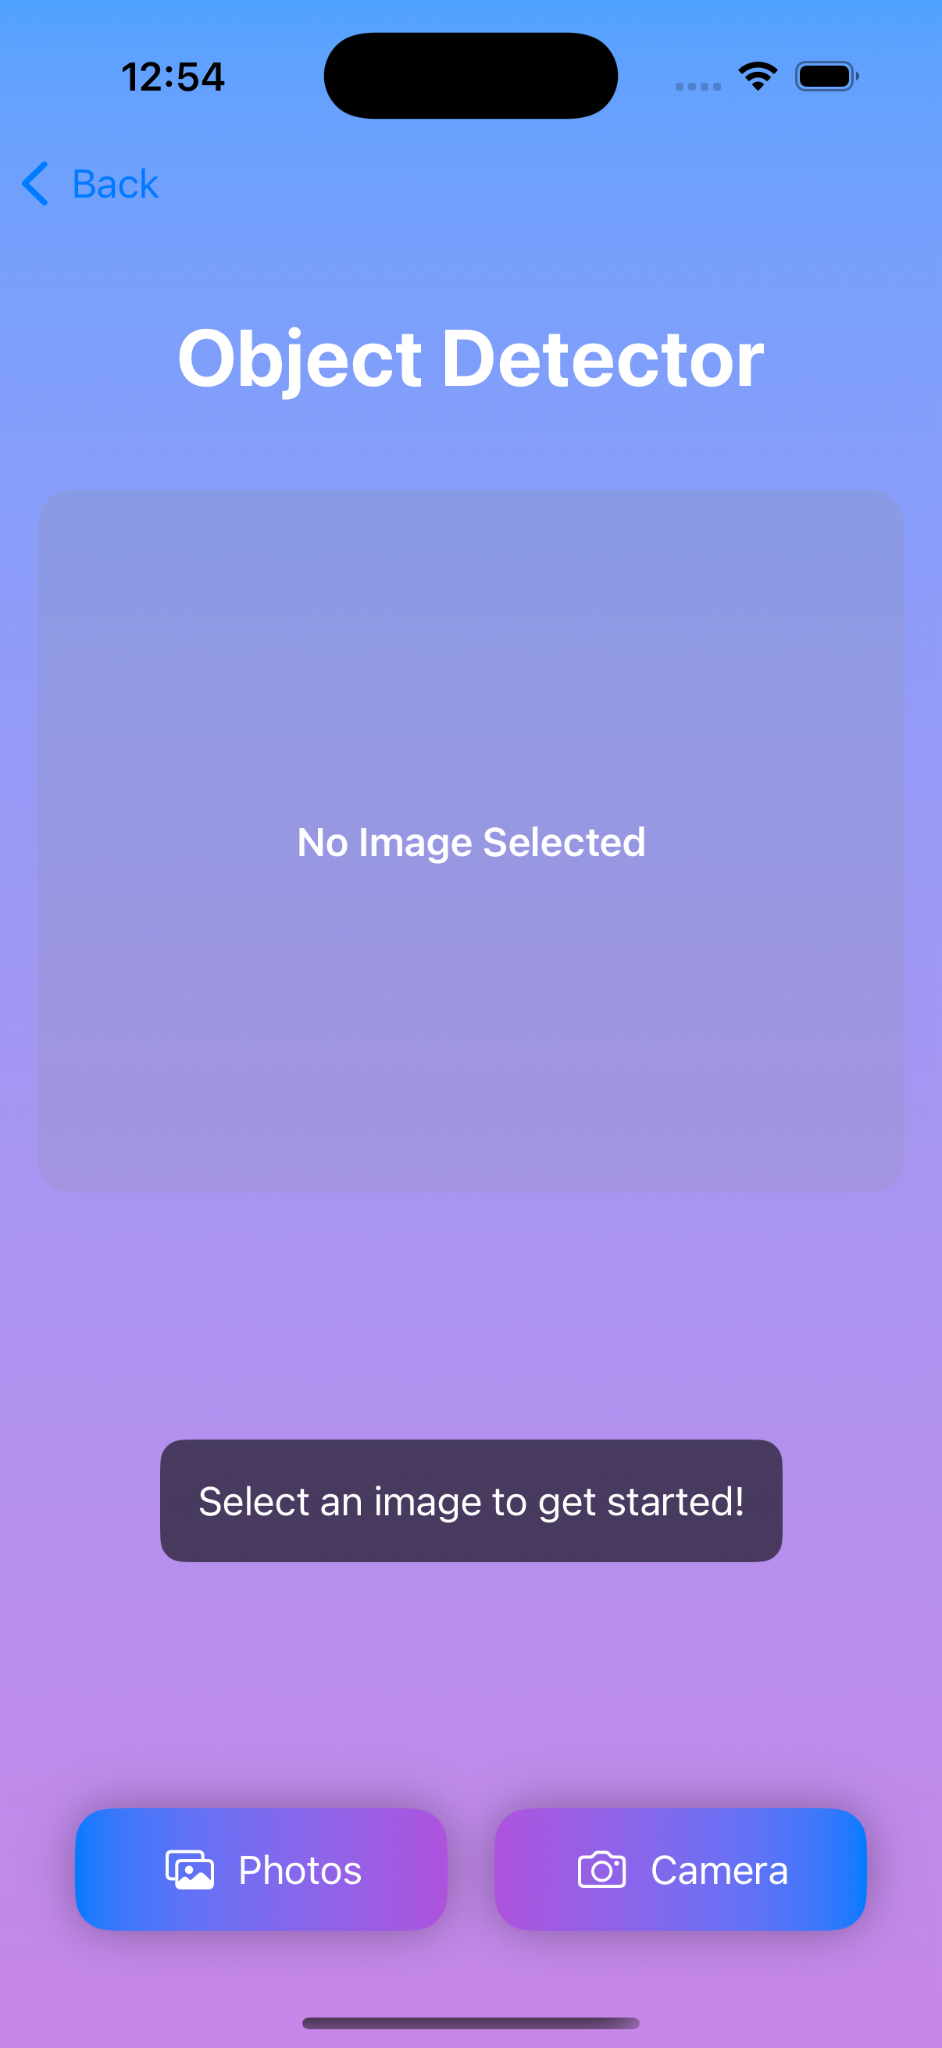 12:54
Back
Object Detector
No Image Selected
Select an image to get started!
Photos
Camera